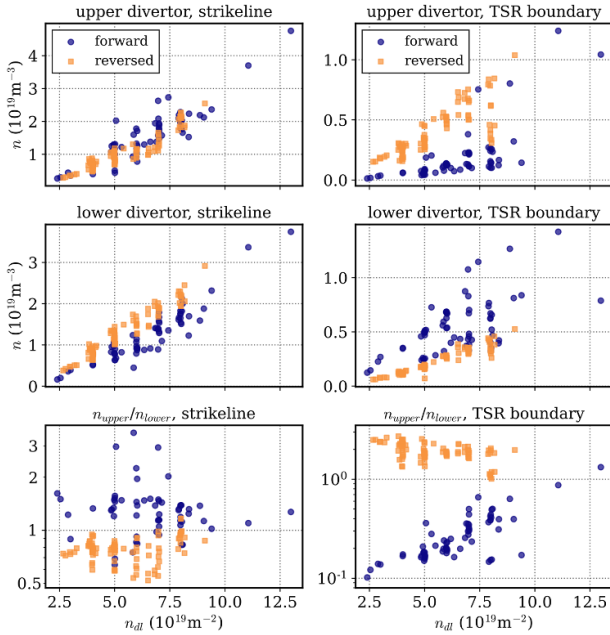 upper divertor, strikeline
upper divertor, TSR boundary
forward
reversed
forward
reversed
n (10¹⁹m⁻³)
4
3
2
1
1.0
0.5
0.0
lower divertor, strikeline
lower divertor, TSR boundary
n (10¹⁹m⁻³)
3
2
1
0
1.0
0.5
0.0
n_upper/n_lower, strikeline
n_upper/n_lower, TSR boundary
3
2
1
0.5
10⁰
10⁻¹
2.5 5.0 7.5 10.0 12.5
2.5 5.0 7.5 10.0 12.5
n_dl (10¹⁹m⁻²)
n_dl (10¹⁹m⁻²)